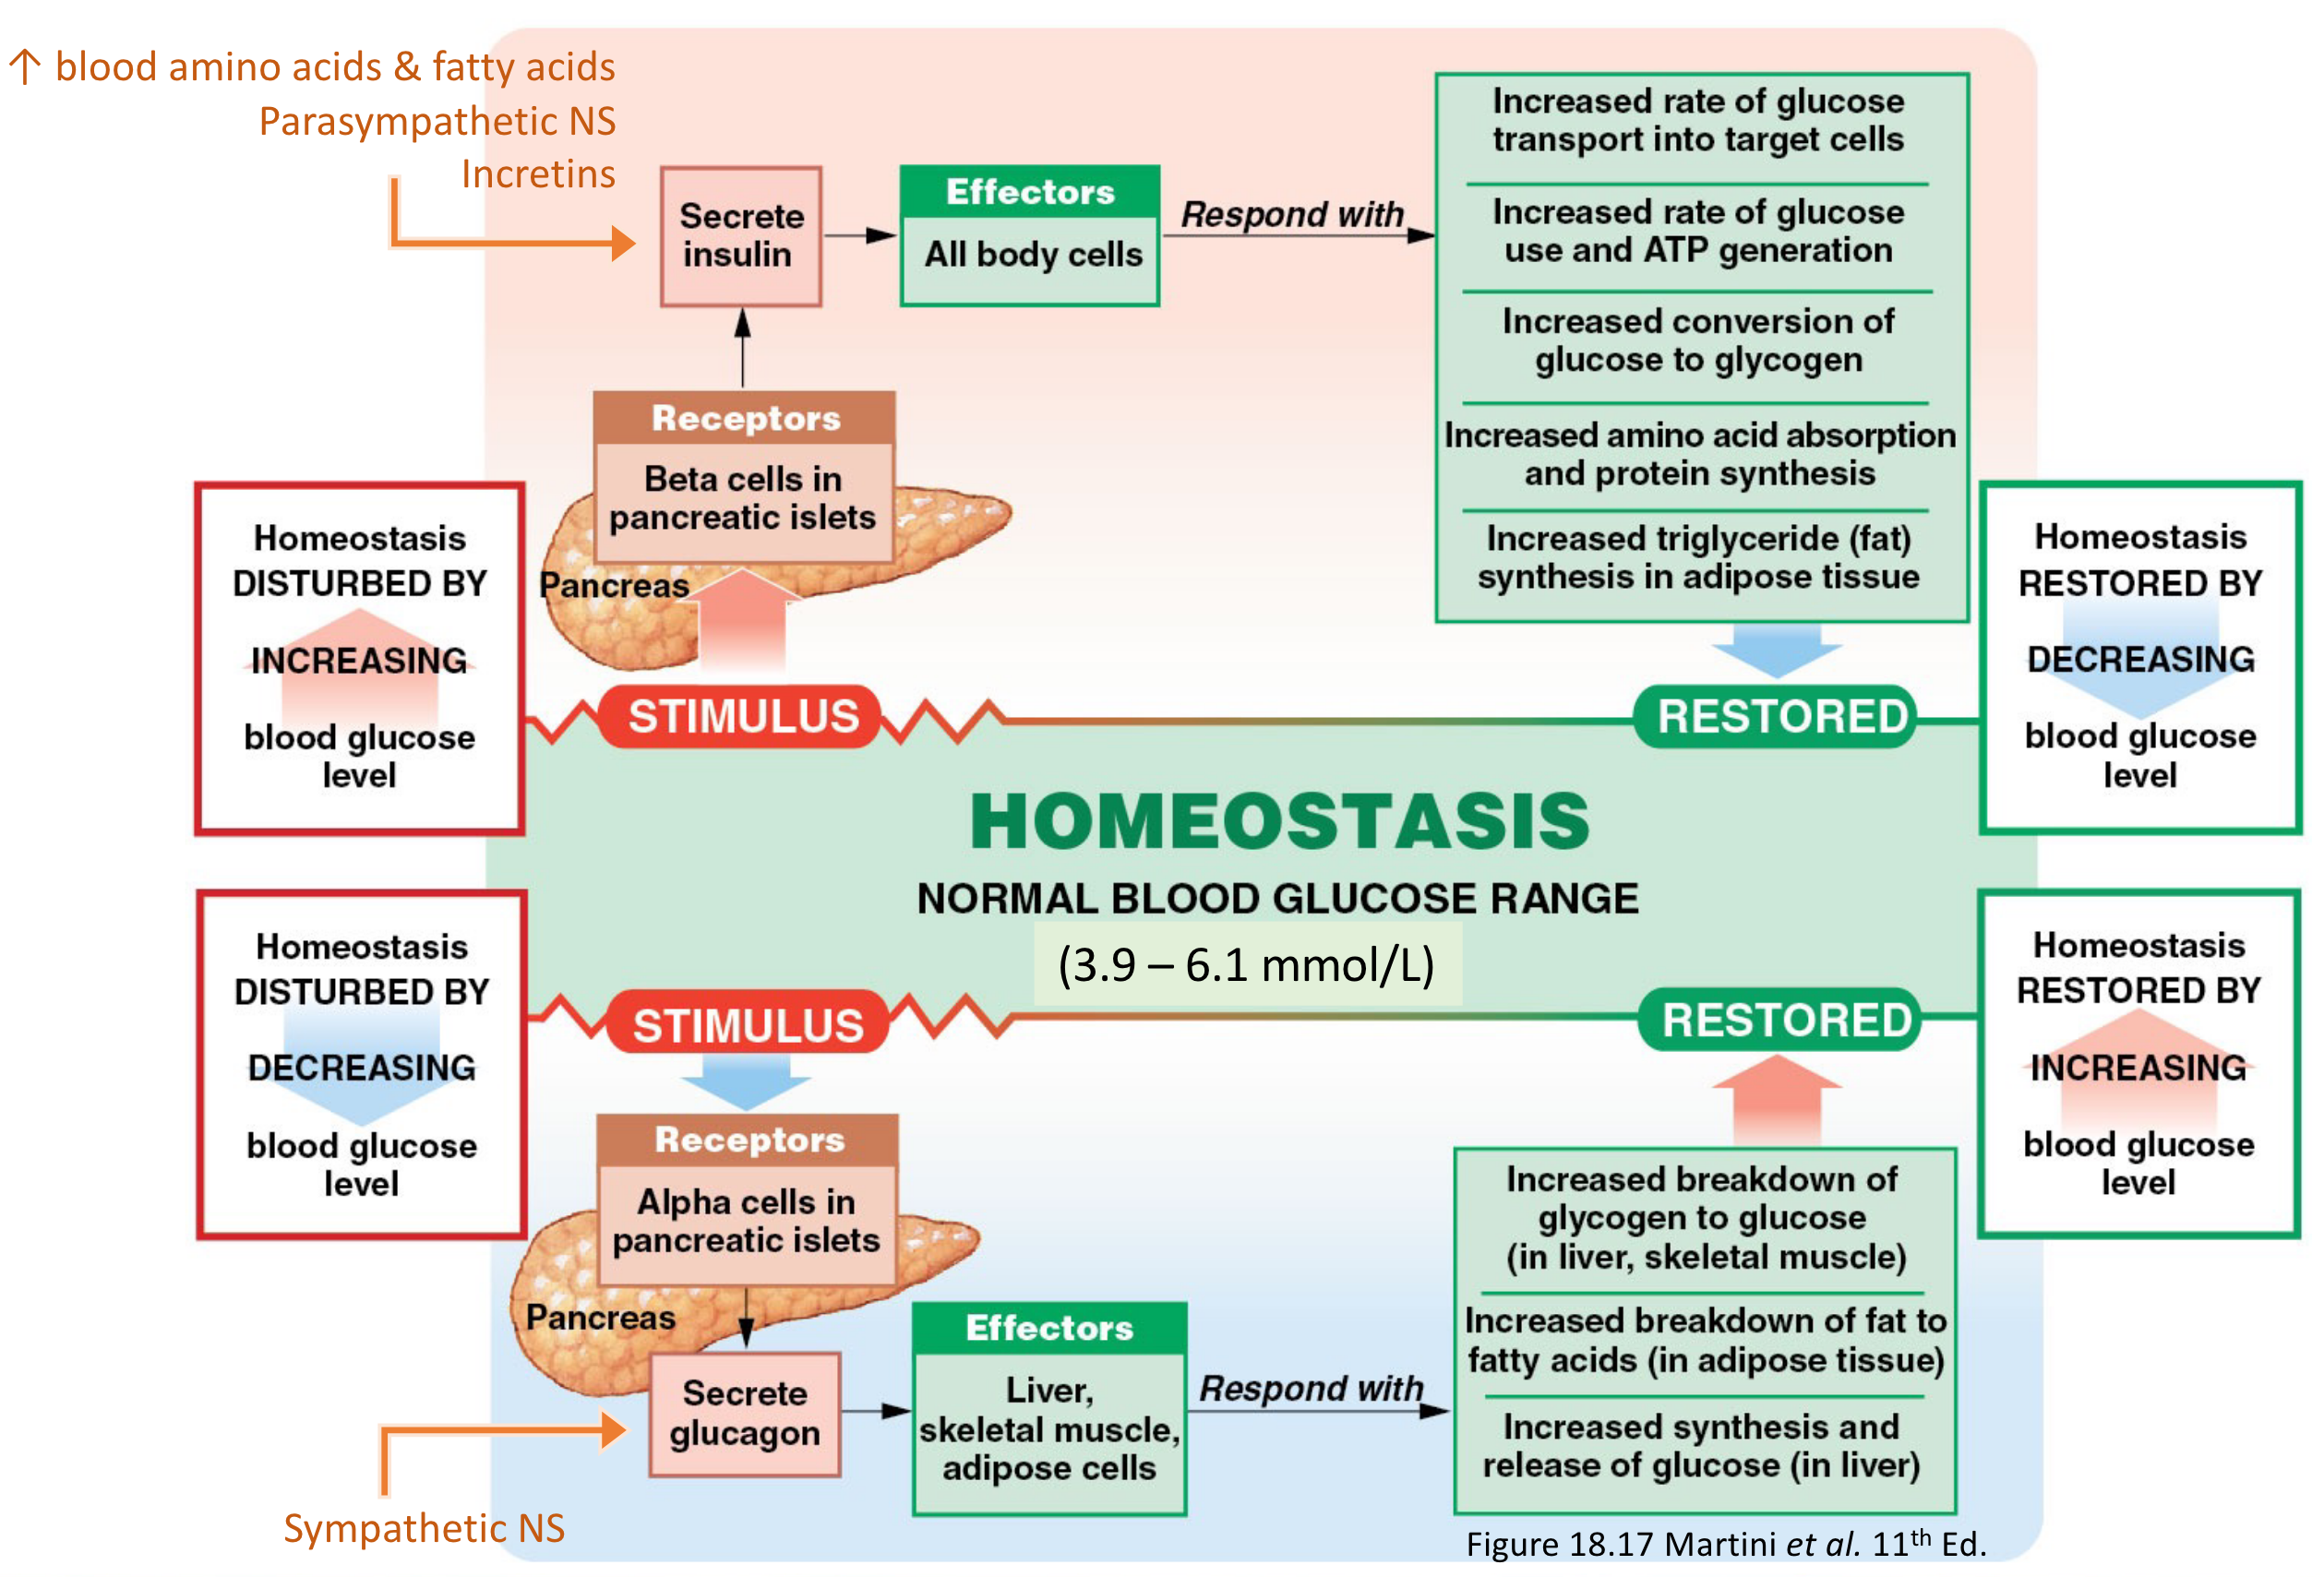 ↑ blood amino acids & fatty acids
Parasympathetic NS
Incretins
Secrete
insulin
Effectors
All body cells
Respond with
Increased rate of glucose
transport into target cells
Increased rate of glucose
use and ATP generation
Increased conversion of
glucose to glycogen
Increased amino acid absorption
and protein synthesis
Increased triglyceride (fat)
synthesis in adipose tissue
Receptors
Beta cells in
pancreatic islets
Pancreas
Homeostasis
DISTURBED BY
INCREASING
blood glucose
level
STIMULUS
RESTORED
Homeostasis
RESTORED BY
DECREASING
blood glucose
level
HOMEOSTASIS
NORMAL BLOOD GLUCOSE RANGE
(3.9 – 6.1 mmol/L)
Homeostasis
DISTURBED BY
DECREASING
blood glucose
level
STIMULUS
RESTORED
Homeostasis
RESTORED BY
INCREASING
blood glucose
level
Receptors
Alpha cells in
pancreatic islets
Pancreas
Secrete
glucagon
Effectors
Liver,
skeletal muscle,
adipose cells
Respond with
Increased breakdown of
glycogen to glucose
(in liver, skeletal muscle)
Increased breakdown of fat to
fatty acids (in adipose tissue)
Increased synthesis and
release of glucose (in liver)
Sympathetic NS
Figure 18.17 Martini et al. 11th Ed.